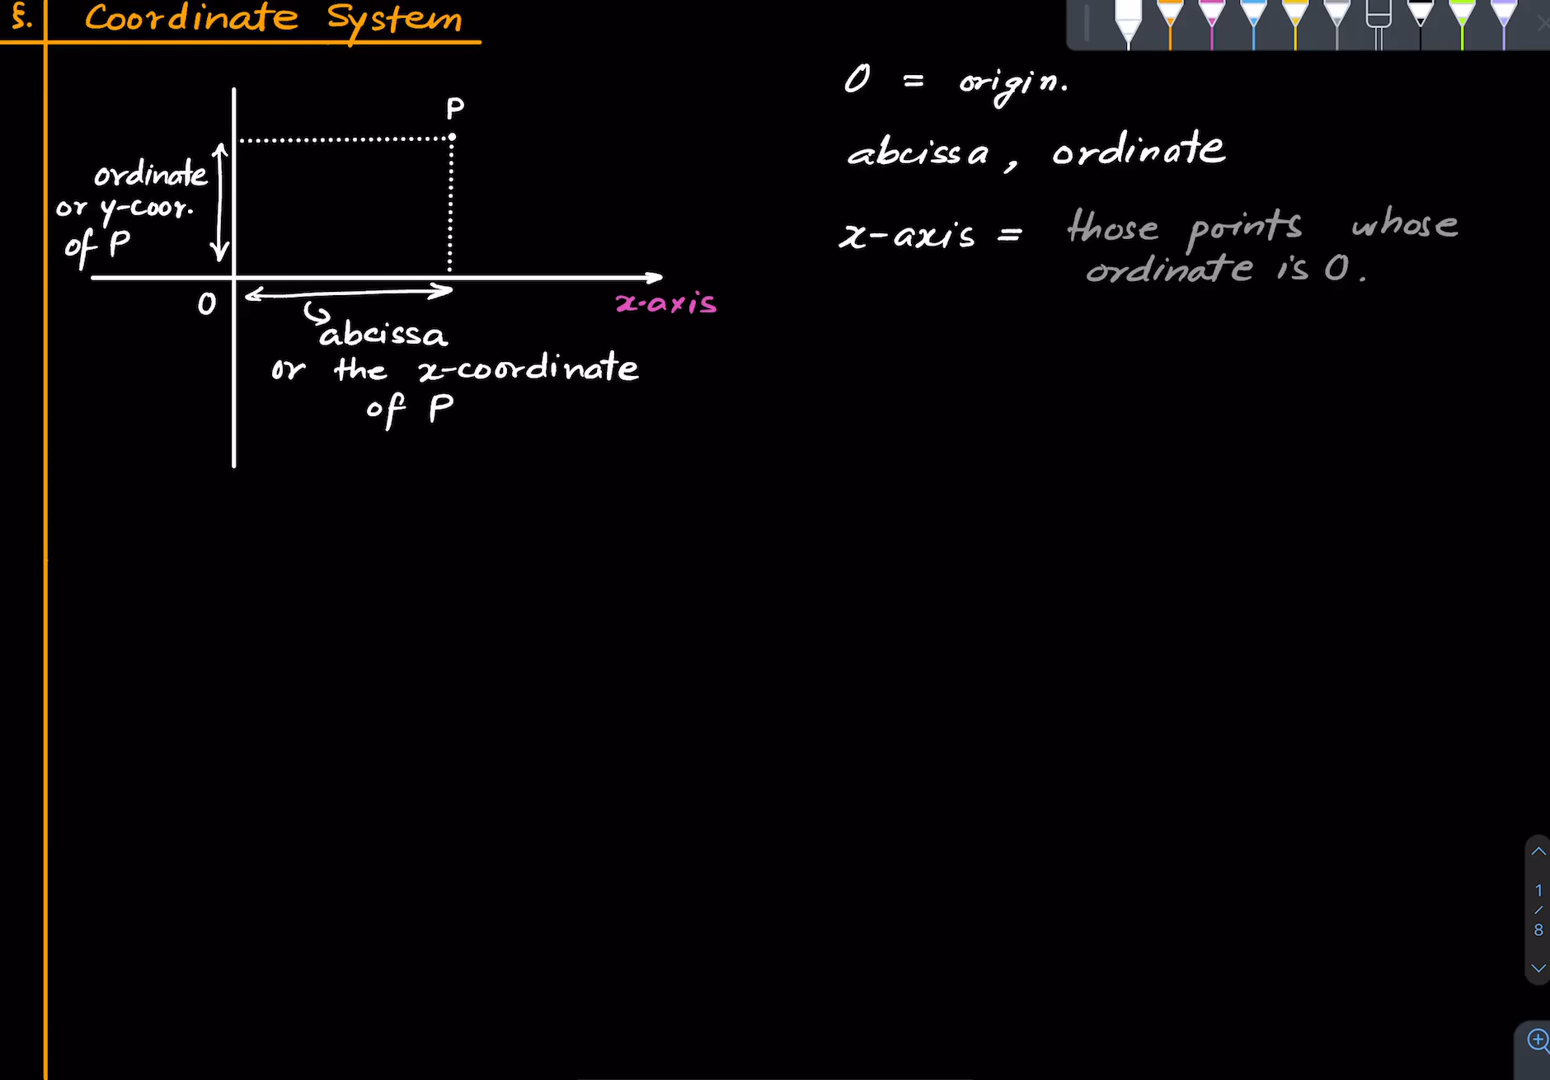 §. Coordinate System
P
ordinate
or y-coor.
of P
O
x-axis
abcissa
or the x-coordinate
of P
O = origin.
abcissa, ordinate
x-axis = those points whose
ordinate is 0.
1
/
8